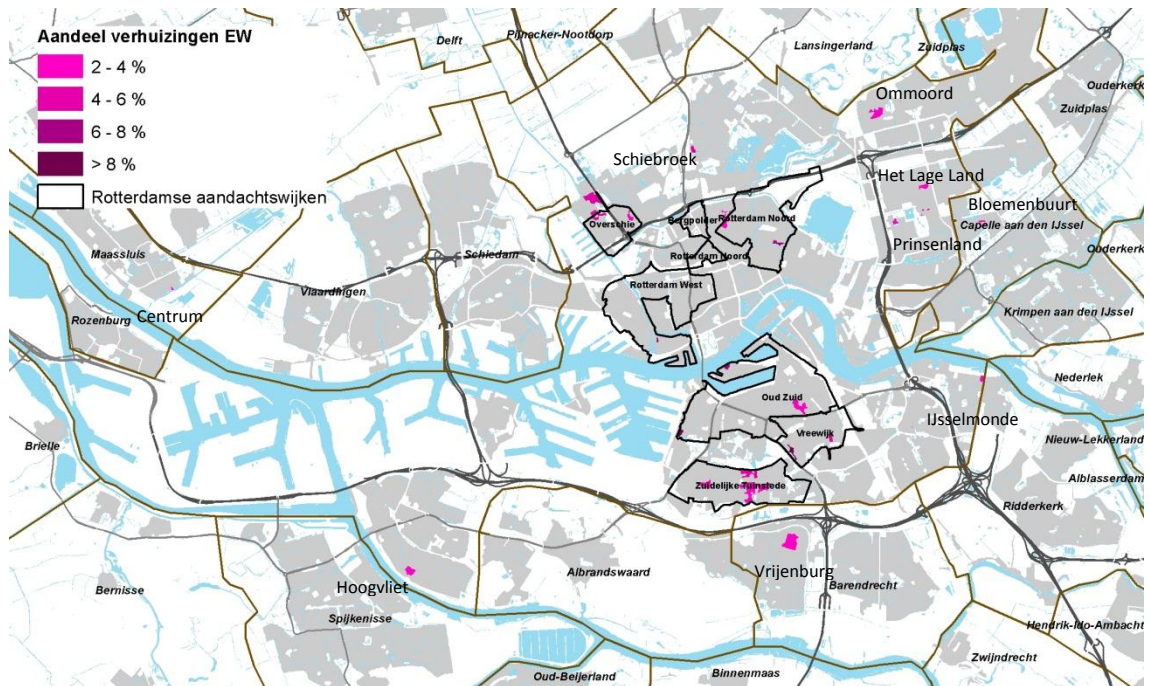 Aandeel verhuizingen EW
2 - 4 %
4 - 6 %
6 - 8 %
> 8 %
Rotterdamse aandachtswijken
Delft
Pijnacker-Nootdorp
Lansingerland
Zuidplas
Ouderkerk
Ommoord
Zuidplas
Schiebroek
Het Lage Land
Bloemenbuurt
Capelle aan den IJssel
Overschie
Bergpolder
Rotterdam Noord
Prinsenland
Ouderkerk
Maassluis
Schiedam
Rotterdam Noord
Vlaardingen
Rotterdam West
Rozenburg
Centrum
Krimpen aan den IJssel
Nederlek
Oud Zuid
IJsselmonde
Brielle
Vreewijk
Nieuw-Lekkerland
Alblasserdam
Zuidelijke Tuinstede
Ridderkerk
Vrijenburg
Albrandswaard
Barendrecht
Hoogvliet
Bernisse
Spijkenisse
Hendrik-Ido-Ambacht
Zwijndrecht
Oud-Beijerland
Binnenmaas